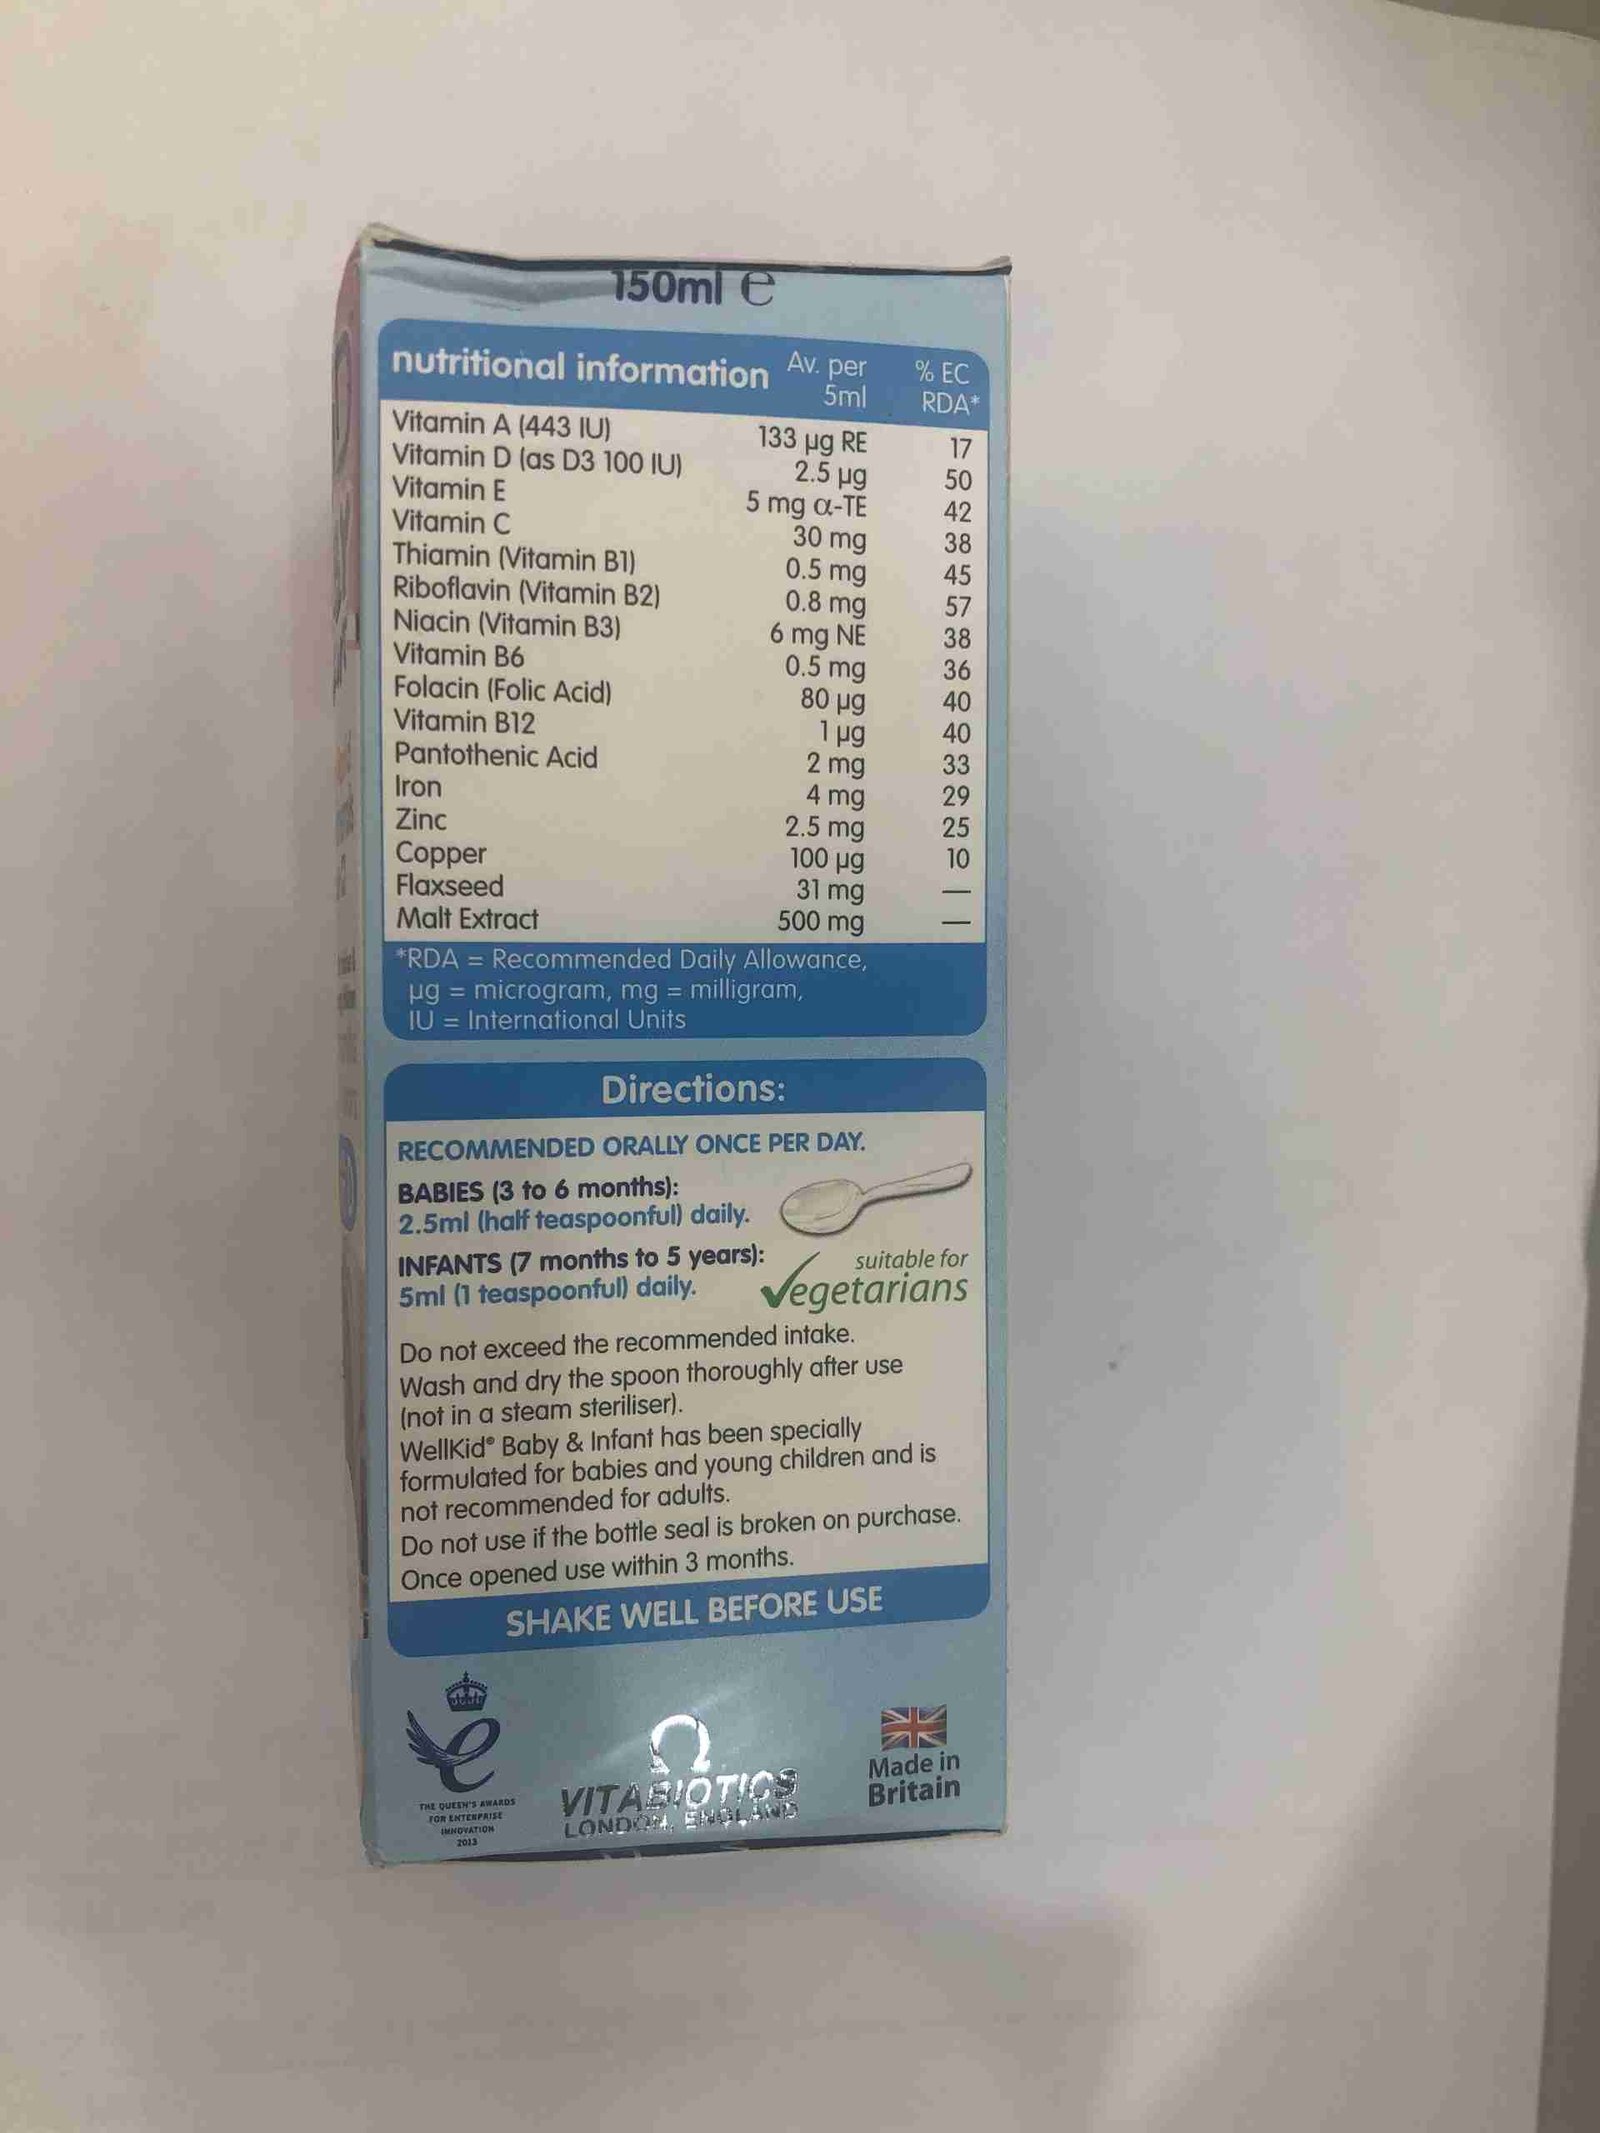 150ml e
nutritional information Av. per 5ml % EC RDA*
Vitamin A (443 IU) 133 µg RE 17
Vitamin D (as D3 100 IU) 2.5 µg 50
Vitamin E 5 mg α-TE 42
Vitamin C 30 mg 38
Thiamin (Vitamin B1) 0.5 mg 45
Riboflavin (Vitamin B2) 0.8 mg 57
Niacin (Vitamin B3) 6 mg NE 38
Vitamin B6 0.5 mg 36
Folacin (Folic Acid) 80 µg 40
Vitamin B12 1 µg 40
Pantothenic Acid 2 mg 33
Iron 4 mg 29
Zinc 2.5 mg 25
Copper 100 µg 10
Flaxseed 31 mg —
Malt Extract 500 mg —
*RDA = Recommended Daily Allowance,
µg = microgram, mg = milligram,
IU = International Units
Directions:
RECOMMENDED ORALLY ONCE PER DAY.
BABIES (3 to 6 months):
2.5ml (half teaspoonful) daily.
INFANTS (7 months to 5 years):
5ml (1 teaspoonful) daily.
suitable for
Vegetarians
Do not exceed the recommended intake.
Wash and dry the spoon thoroughly after use
(not in a steam steriliser).
WellKid® Baby & Infant has been specially
formulated for babies and young children and is
not recommended for adults.
Do not use if the bottle seal is broken on purchase.
Once opened use within 3 months.
SHAKE WELL BEFORE USE
THE QUEEN'S AWARDS
FOR ENTERPRISE
INNOVATION
2013
VITABIOTICS
LONDON, ENGLAND
Made in
Britain